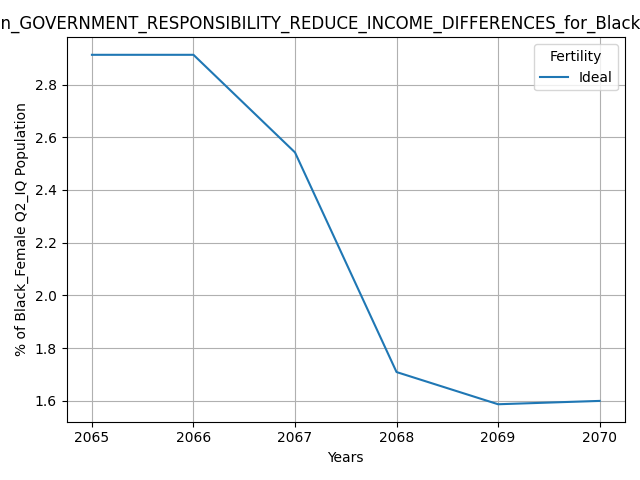 n_GOVERNMENT_RESPONSIBILITY_REDUCE_INCOME_DIFFERENCES_for_Black
Fertility
Ideal
% of Black_Female Q2_IQ Population
2.8
2.6
2.4
2.2
2.0
1.8
1.6
2065 2066 2067 2068 2069 2070
Years